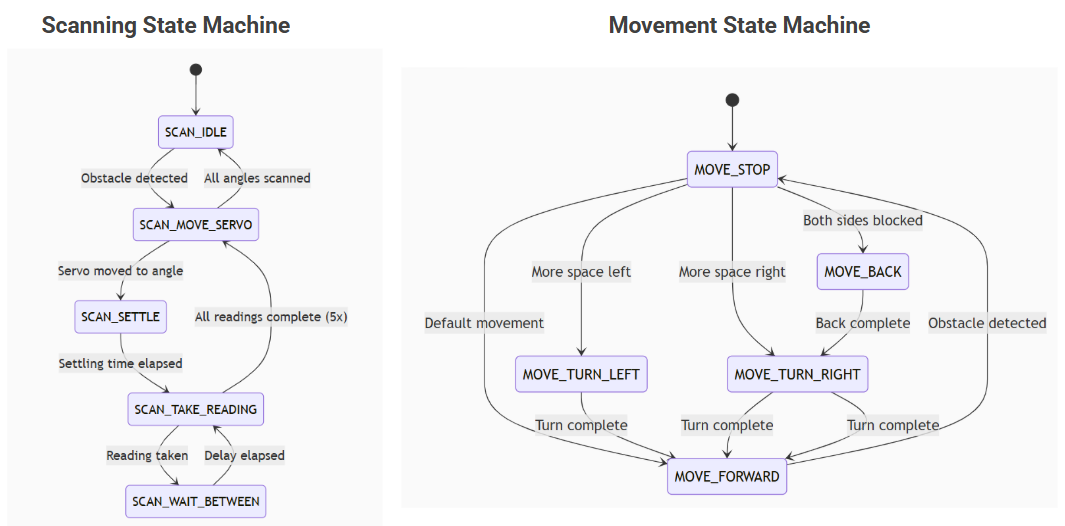 Scanning State Machine
SCAN_IDLE
Obstacle detected
All angles scanned
SCAN_MOVE_SERVO
Servo moved to angle
SCAN_SETTLE
All readings complete (5x)
Settling time elapsed
SCAN_TAKE_READING
Reading taken
Delay elapsed
SCAN_WAIT_BETWEEN
Movement State Machine
MOVE_STOP
Both sides blocked
More space left
More space right
MOVE_BACK
Default movement
Back complete
Obstacle detected
MOVE_TURN_LEFT
MOVE_TURN_RIGHT
Turn complete
Turn complete
Turn complete
MOVE_FORWARD